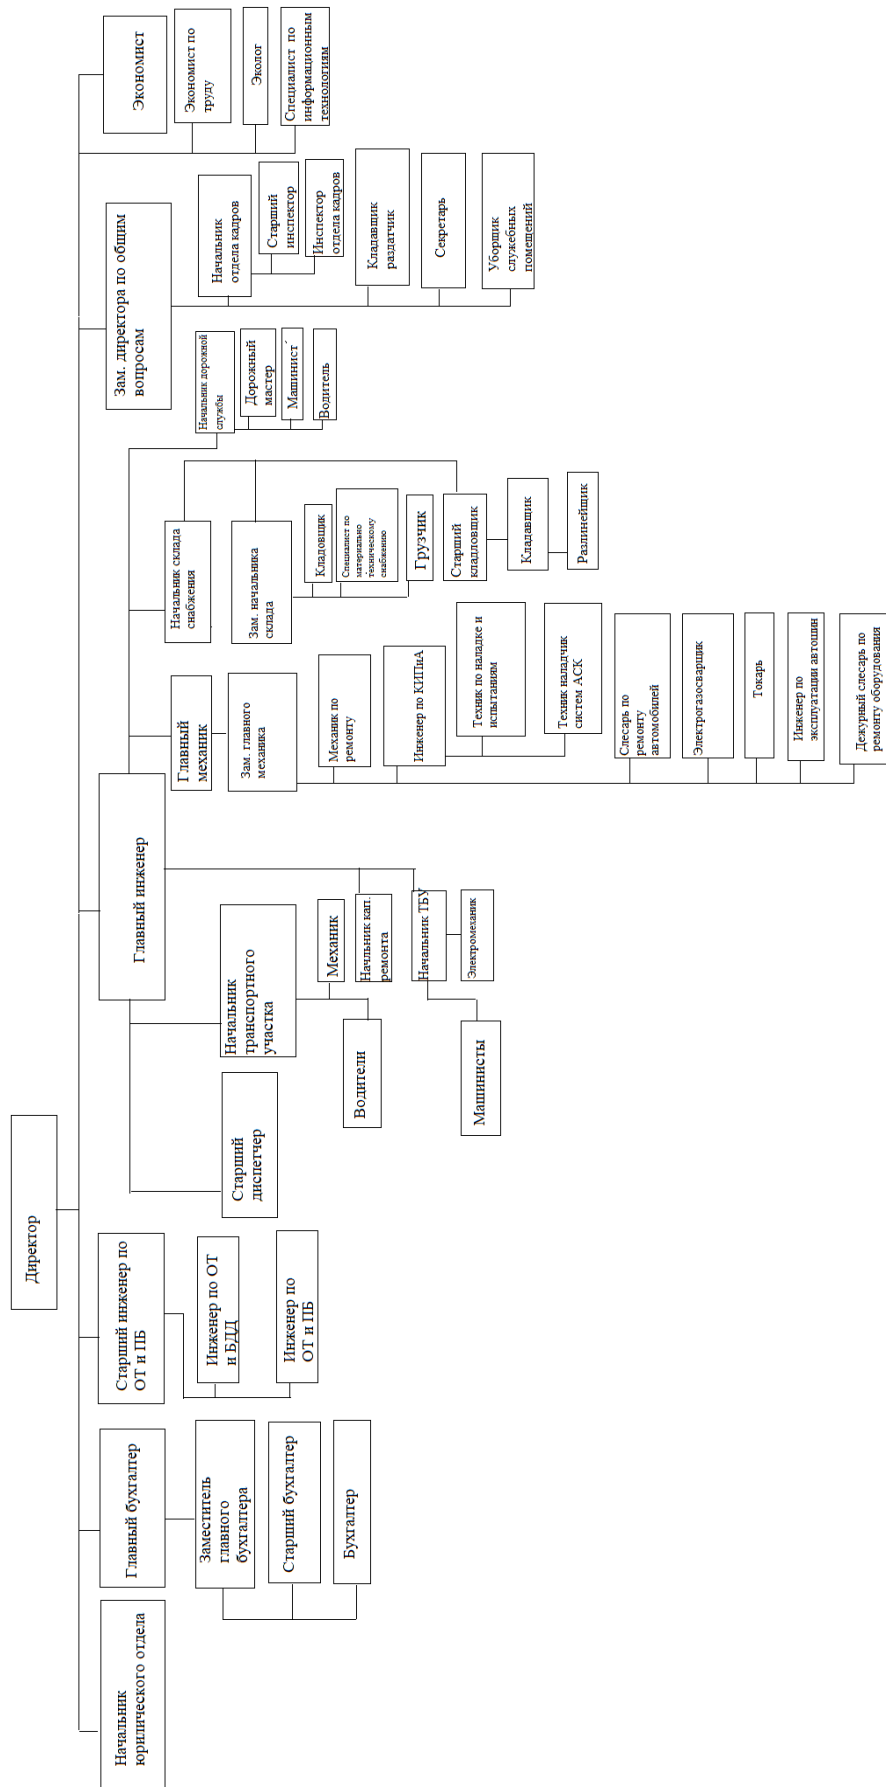 Директор
Начальник
юрилического отдела
Главный бухгалтер
Заместитель
главного
бухгалтера
Старший бухгалтер
Бухгалтер
Старший инженер по
ОТ и ПБ
Инженер по ОТ
и БДД
Инженер по
ОТ и ПБ
Главный инженер
Старший
диспетчер
Начальник
транспортного
участка
Водители
Механик
Начльник кап.
ремонта
Начальник ТБУ
Машинисты
Электромеханик
Главный
механик
Зам. главного
механика
Механик по
ремонту
Инженер по КИПиА
Техник по наладке и
испытаниям
Техник наладчик
систем АСК
Слесарь по
ремонту
автомобилей
Электрогазосварщик
Токарь
Инженер по
эксплуатации автошин
Дежурный слесарь по
ремонту оборудования
Начальник склада
снабжения
Зам. начальника
склада
Кладовщик
Специалист по
материально
техническому
снабжению
Грузчик
Старший
кладловщик
Кладавщик
Разлинейщик
Начальник дорожной
службы
Дорожный
мастер
Машинист
Водитель
Зам. директора по общим
вопросам
Начальник
отдела кадров
Старший
инспектор
Инспектор
отдела кадров
Кладавщик
раздатчик
Секретарь
Уборщик
служебных
помещений
Экономист
Экономист по
труду
Эколог
Специалист по
информационным
технологиям